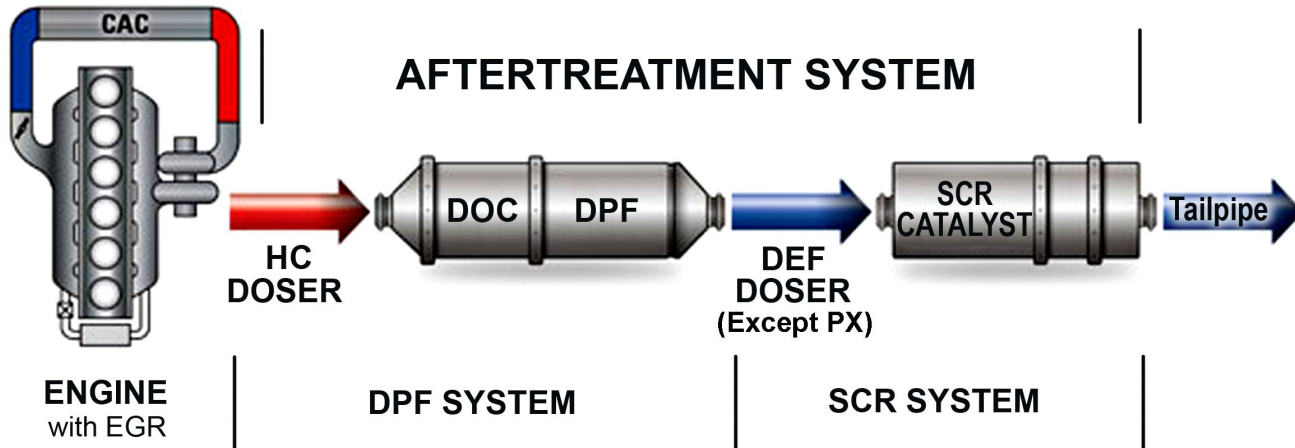 CAC
AFTERTREATMENT SYSTEM
DOC
DPF
SCR
CATALYST
Tailpipe
HC
DOSER
DEF
DOSER
(Except PX)
ENGINE
with EGR
DPF SYSTEM
SCR SYSTEM